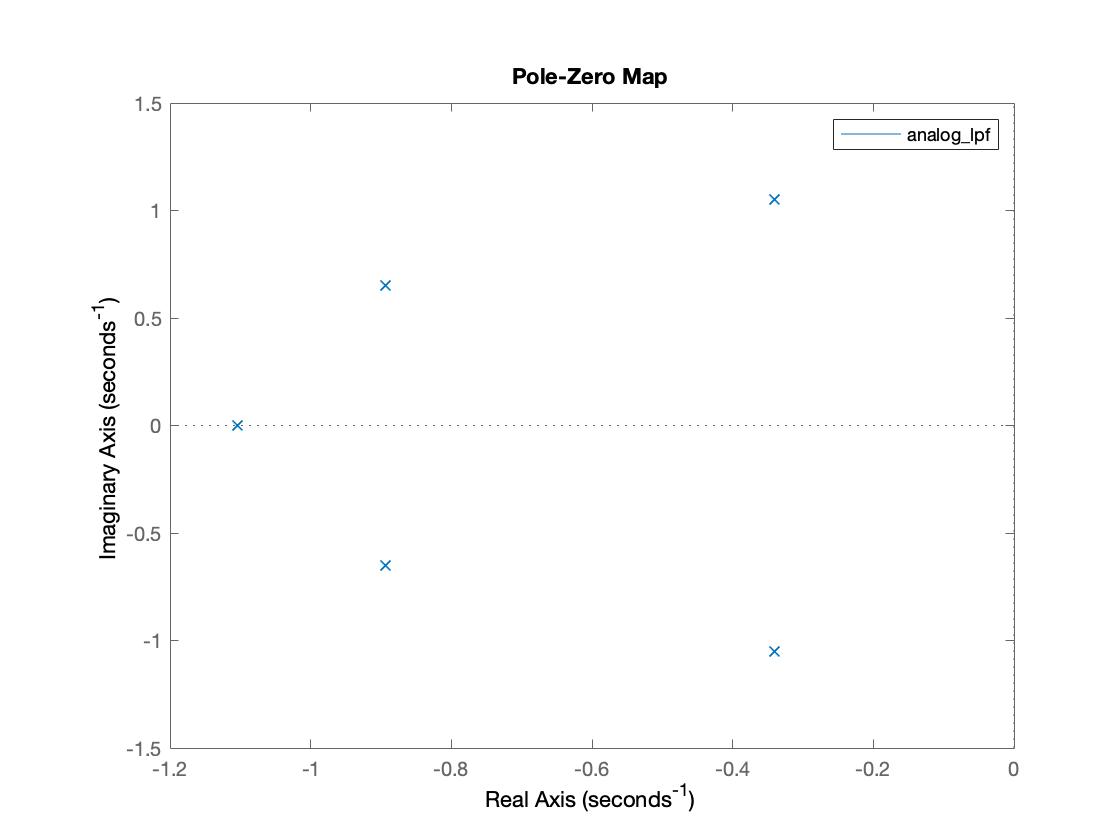 Pole-Zero Map
analog_lpf
1.5
1
0.5
0
-0.5
-1
-1.5
Imaginary Axis (seconds⁻¹)
-1.2 -1 -0.8 -0.6 -0.4 -0.2 0
Real Axis (seconds⁻¹)